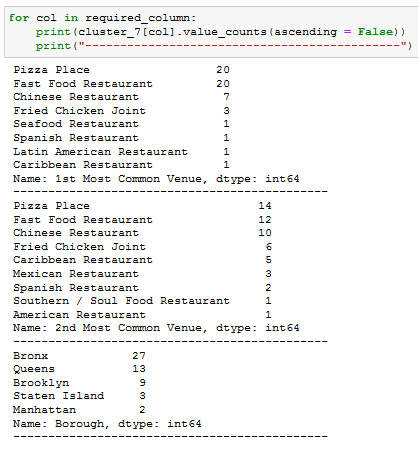 for col in required_column:
    print(cluster_7[col].value_counts(ascending = False))
    print("---------------------------------------------")
Pizza Place                 20
Fast Food Restaurant        20
Chinese Restaurant           7
Fried Chicken Joint          3
Seafood Restaurant           1
Spanish Restaurant           1
Latin American Restaurant    1
Caribbean Restaurant         1
Name: 1st Most Common Venue, dtype: int64
---------------------------------------------
Pizza Place                       14
Fast Food Restaurant              12
Chinese Restaurant                10
Fried Chicken Joint                6
Caribbean Restaurant               5
Mexican Restaurant                 3
Spanish Restaurant                 2
Southern / Soul Food Restaurant    1
American Restaurant                1
Name: 2nd Most Common Venue, dtype: int64
---------------------------------------------
Bronx            27
Queens           13
Brooklyn          9
Staten Island     3
Manhattan         2
Name: Borough, dtype: int64
---------------------------------------------